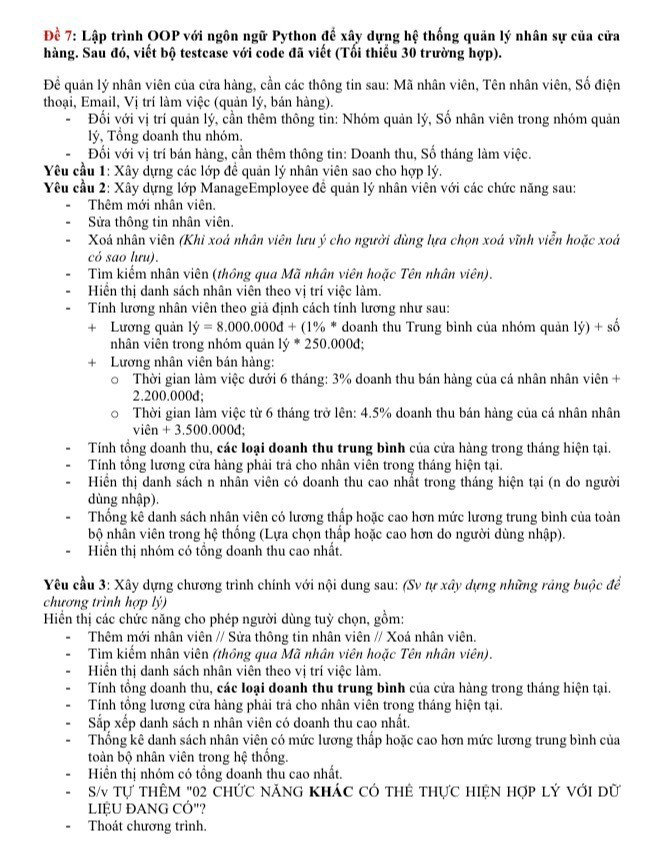 Đề 7: Lập trình OOP với ngôn ngữ Python để xây dựng hệ thống quản lý nhân sự của cửa
hàng. Sau đó, viết bộ testcase với code đã viết (Tối thiểu 30 trường hợp).
Để quản lý nhân viên của cửa hàng, cần các thông tin sau: Mã nhân viên, Tên nhân viên, Số điện
thoại, Email, Vị trí làm việc (quản lý, bán hàng).
- Đối với vị trí quản lý, cần thêm thông tin: Nhóm quản lý, Số nhân viên trong nhóm quản
lý, Tổng doanh thu nhóm.
- Đối với vị trí bán hàng, cần thêm thông tin: Doanh thu, Số tháng làm việc.
Yêu cầu 1: Xây dựng các lớp để quản lý nhân viên sao cho hợp lý.
Yêu cầu 2: Xây dựng lớp ManageEmployee để quản lý nhân viên với các chức năng sau:
- Thêm mới nhân viên.
- Sửa thông tin nhân viên.
- Xoá nhân viên (Khi xoá nhân viên lưu ý cho người dùng lựa chọn xoá vĩnh viễn hoặc xoá
có sao lưu).
- Tìm kiếm nhân viên (thông qua Mã nhân viên hoặc Tên nhân viên).
- Hiển thị danh sách nhân viên theo vị trí việc làm.
- Tính lương nhân viên theo giả định cách tính lương như sau:
+ Lương quản lý = 8.000.000đ + (1% * doanh thu Trung bình của nhóm quản lý) + số
nhân viên trong nhóm quản lý * 250.000đ;
+ Lương nhân viên bán hàng:
o Thời gian làm việc dưới 6 tháng: 3% doanh thu bán hàng của cá nhân nhân viên +
2.200.000đ;
o Thời gian làm việc từ 6 tháng trở lên: 4.5% doanh thu bán hàng của cá nhân nhân
viên + 3.500.000đ;
- Tính tổng doanh thu, các loại doanh thu trung bình của cửa hàng trong tháng hiện tại.
- Tính tổng lương cửa hàng phải trả cho nhân viên trong tháng hiện tại.
- Hiển thị danh sách n nhân viên có doanh thu cao nhất trong tháng hiện tại (n do người
dùng nhập).
- Thống kê danh sách nhân viên có lương thấp hoặc cao hơn mức lương trung bình của toàn
bộ nhân viên trong hệ thống (Lựa chọn thấp hoặc cao hơn do người dùng nhập).
- Hiển thị nhóm có tổng doanh thu cao nhất.
Yêu cầu 3: Xây dựng chương trình chính với nội dung sau: (Sv tự xây dựng những ràng buộc để
chương trình hợp lý)
Hiển thị các chức năng cho phép người dùng tuỳ chọn, gồm:
- Thêm mới nhân viên // Sửa thông tin nhân viên // Xoá nhân viên.
- Tìm kiếm nhân viên (thông qua Mã nhân viên hoặc Tên nhân viên).
- Hiển thị danh sách nhân viên theo vị trí việc làm.
- Tính tổng doanh thu, các loại doanh thu trung bình của cửa hàng trong tháng hiện tại.
- Tính tổng lương cửa hàng phải trả cho nhân viên trong tháng hiện tại.
- Sắp xếp danh sách n nhân viên có doanh thu cao nhất.
- Thống kê danh sách nhân viên có mức lương thấp hoặc cao hơn mức lương trung bình của
toàn bộ nhân viên trong hệ thống.
- Hiển thị nhóm có tổng doanh thu cao nhất.
- S/v TỰ THÊM "02 CHỨC NĂNG KHÁC CÓ THỂ THỰC HIỆN HỢP LÝ VỚI DỮ
LIỆU ĐANG CÓ"?
- Thoát chương trình.